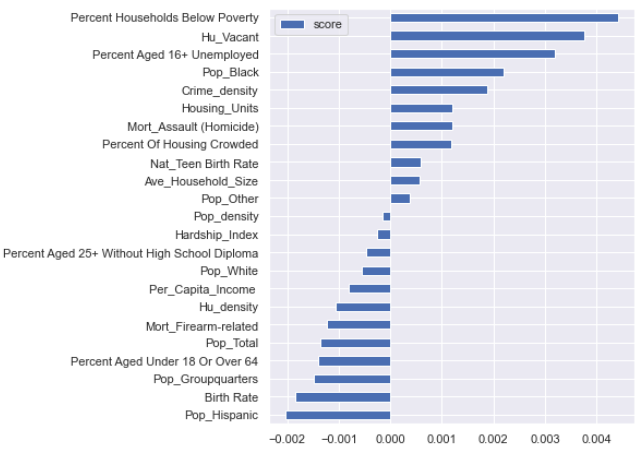 Percent Households Below Poverty
Hu_Vacant
Percent Aged 16+ Unemployed
Pop_Black
Crime_density
Housing_Units
Mort_Assault (Homicide)
Percent Of Housing Crowded
Nat_Teen Birth Rate
Ave_Household_Size
Pop_Other
Pop_density
Hardship_Index
Percent Aged 25+ Without High School Diploma
Pop_White
Per_Capita_Income
Hu_density
Mort_Firearm-related
Pop_Total
Percent Aged Under 18 Or Over 64
Pop_Groupquarters
Birth Rate
Pop_Hispanic
score
−0.002 −0.001 0.000 0.001 0.002 0.003 0.004